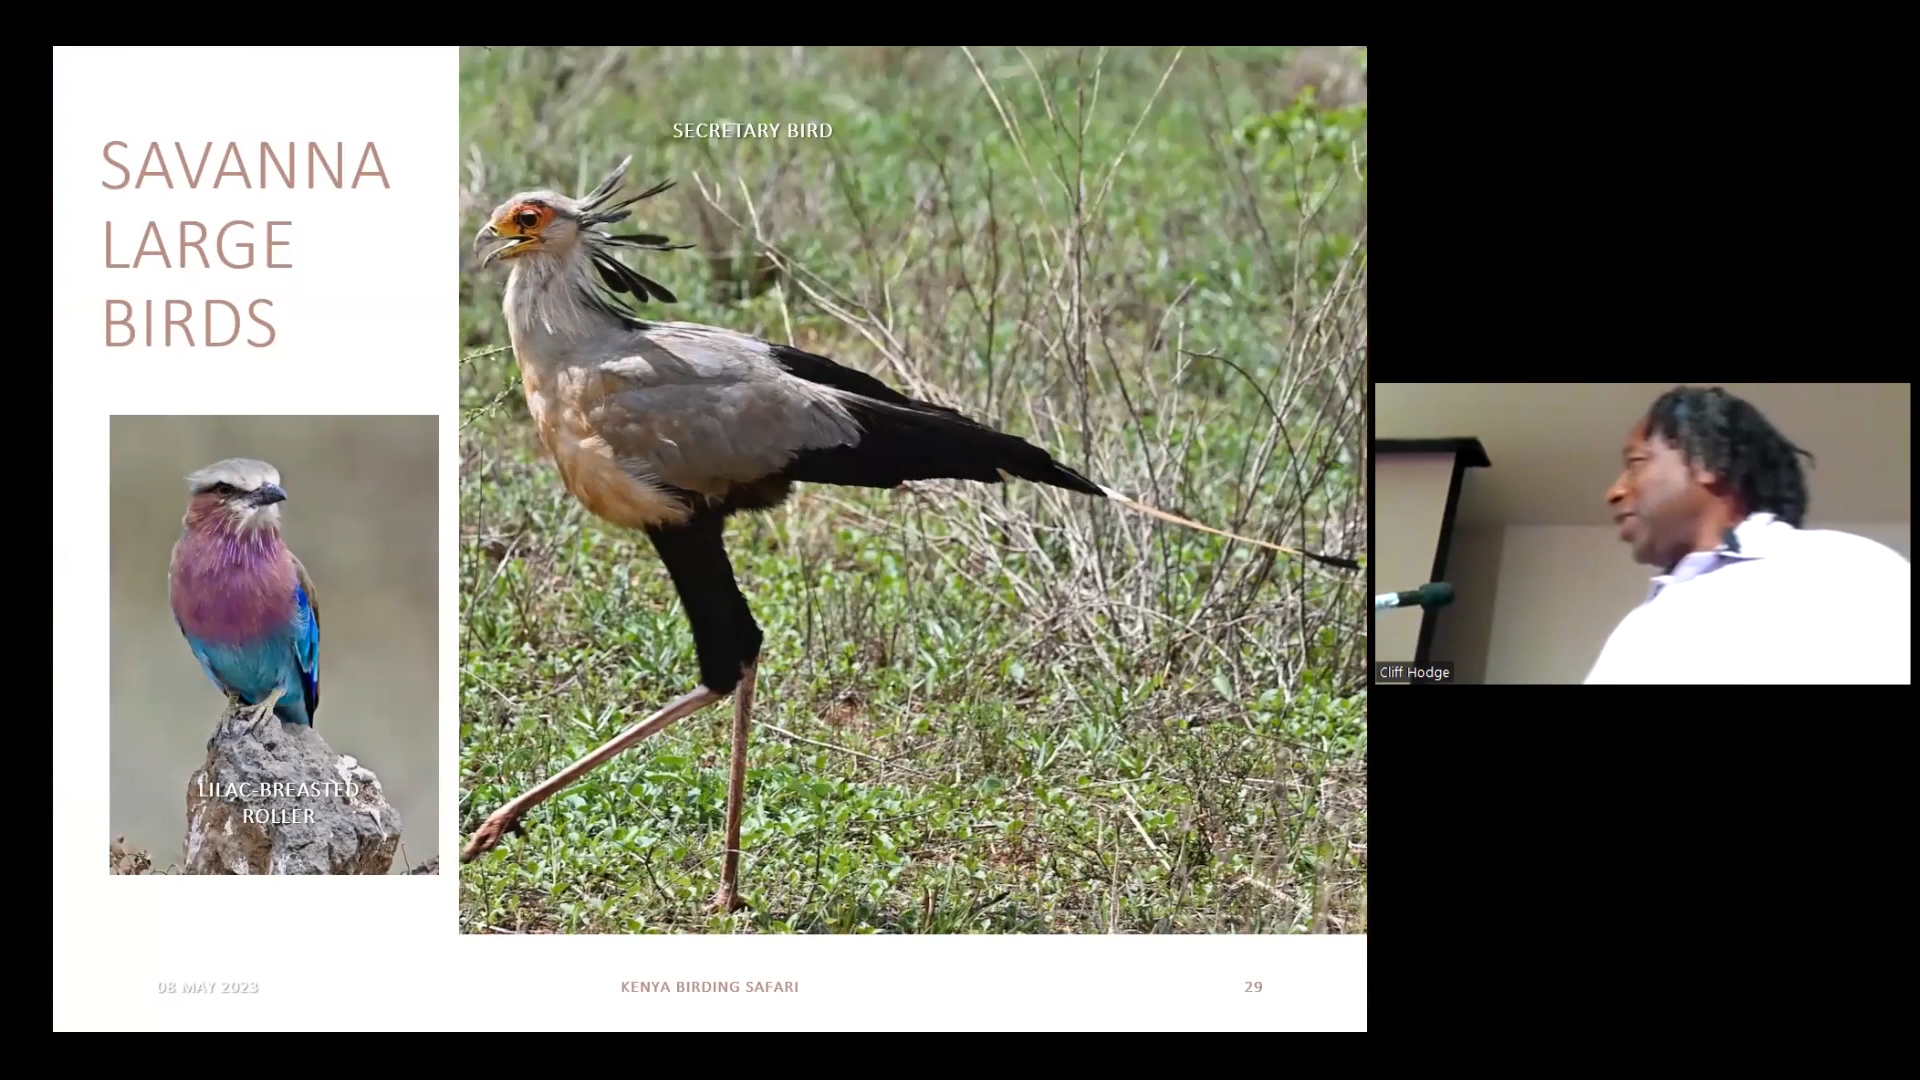 SAVANNA
LARGE
BIRDS
SECRETARY BIRD
LILAC-BREASTED
ROLLER
08 MAY 2023
KENYA BIRDING SAFARI
29
Cliff Hodge